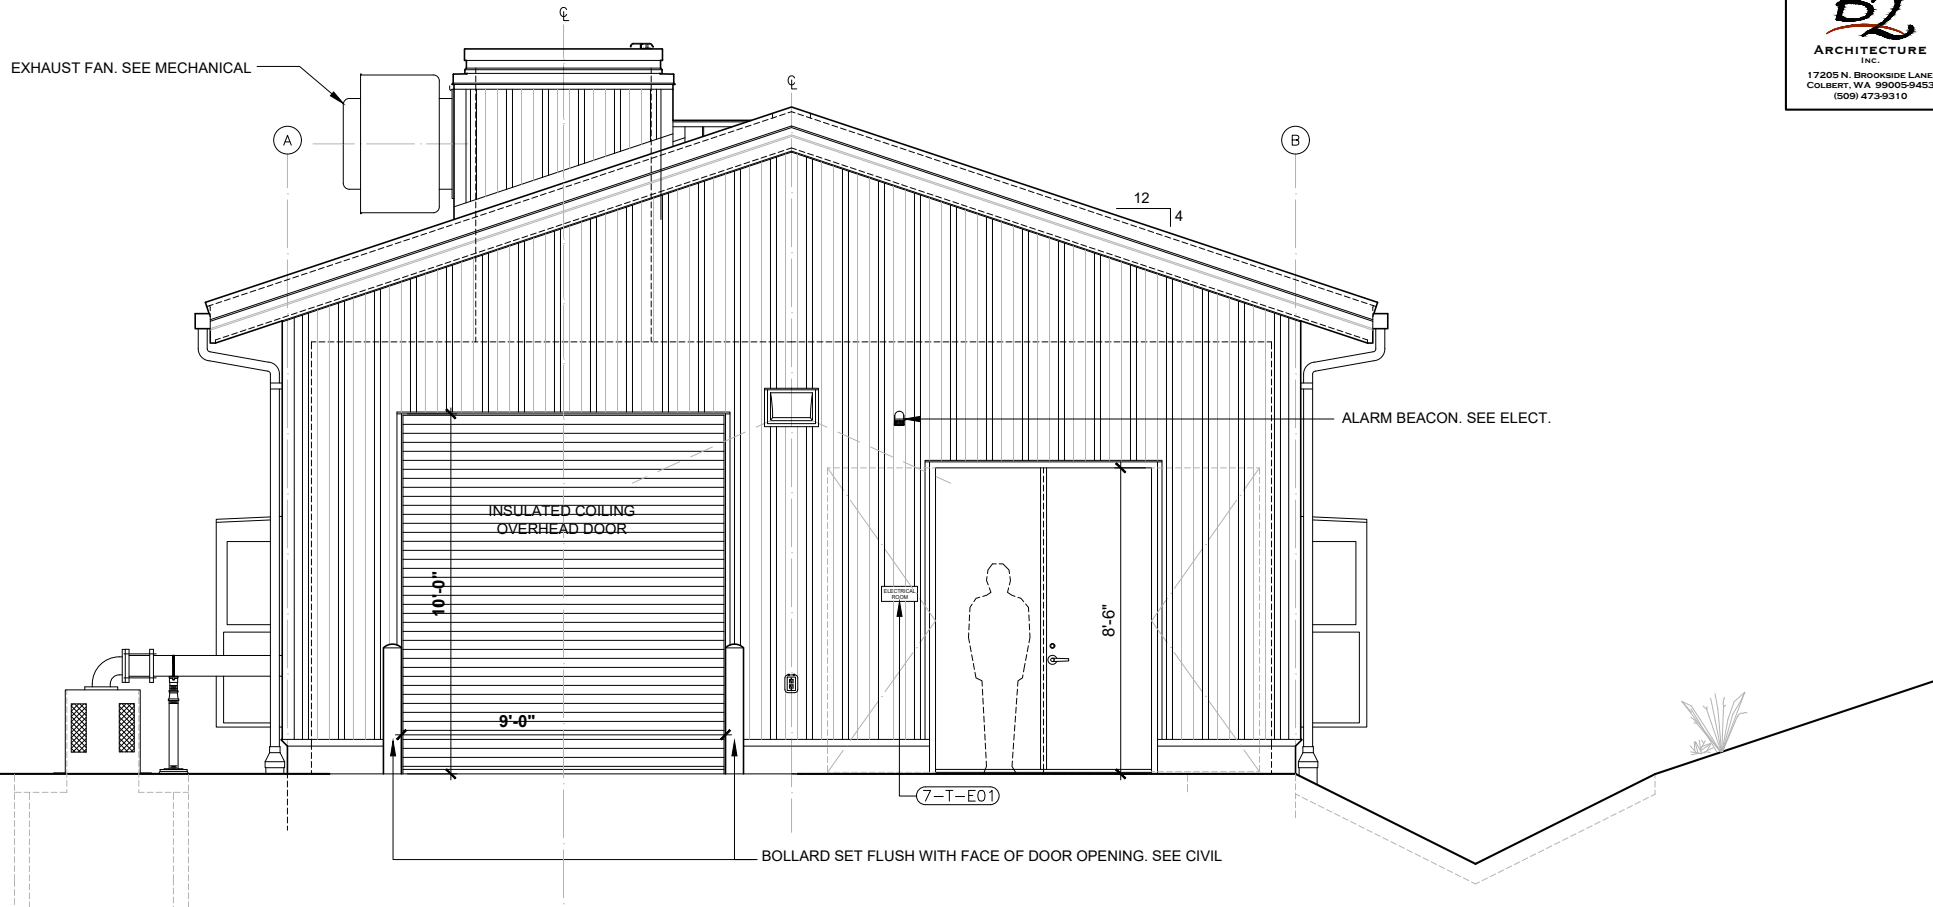 ℄
EXHAUST FAN. SEE MECHANICAL
℄
A
B
BL
ARCHITECTURE
INC.
17205 N. BROOKSIDE LANE
COLBERT, WA 99005-9453
(509) 473-9310
12
4
ALARM BEACON. SEE ELECT.
INSULATED COILING
OVERHEAD DOOR
10'-0"
ELECTRICAL
ROOM
8'-6"
9'-0"
7-T-E01
BOLLARD SET FLUSH WITH FACE OF DOOR OPENING. SEE CIVIL